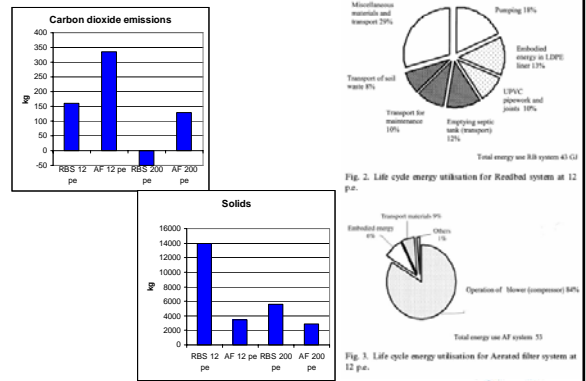 Carbon dioxide emissions
400
350
300
250
200
150
100
50
0
-50
kg
RBS 12 pe
AF 12 pe
RBS 200 pe
AF 200 pe
Solids
16000
14000
12000
10000
8000
6000
4000
2000
0
kg
RBS 12 pe
AF 12 pe
RBS 200 pe
AF 200 pe
Miscellaneous
materials and
transport 29%
Pumping 18%
Embodied
energy in LDPE
liner 13%
UPVC
pipework and
joints 10%
Emptying septic
tank (transport)
12%
Transport for
maintenance
10%
Transport of soil
waste 8%
Total energy use RB system 43 GJ
Fig. 2. Life cycle energy utilisation for Reedbed system at 12
p.e.
Transport materials 9%
Embodied energy
6%
Others
1%
Operation of blower (compressor) 84%
Total energy use AF system 53
Fig. 3. Life cycle energy utilisation for Aerated filter system at
12 p.e.